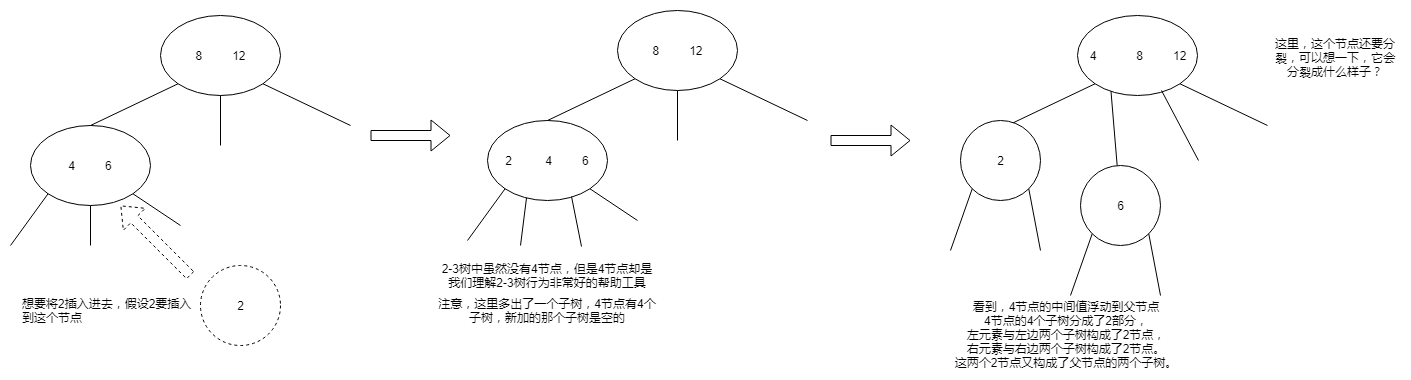 8 12
4 6
2
想要将2插入进去，假设2要插入
到这个节点
8 12
2 4 6
2-3树中虽然没有4节点，但是4节点却是
我们理解2-3树行为非常好的帮助工具
注意，这里多出了一个子树，4节点有4个
子树，新加的那个子树是空的
4 8 12
这里，这个节点还要分
裂，可以想一下，它会
分裂成什么样子？
2
6
看到，4节点的中间值浮动到父节点
4节点的4个子树分成了2部分，
左元素与左边两个子树构成了2节点，
右元素与右边两个子树构成了2节点。
这两个2节点又构成了父节点的两个子树。